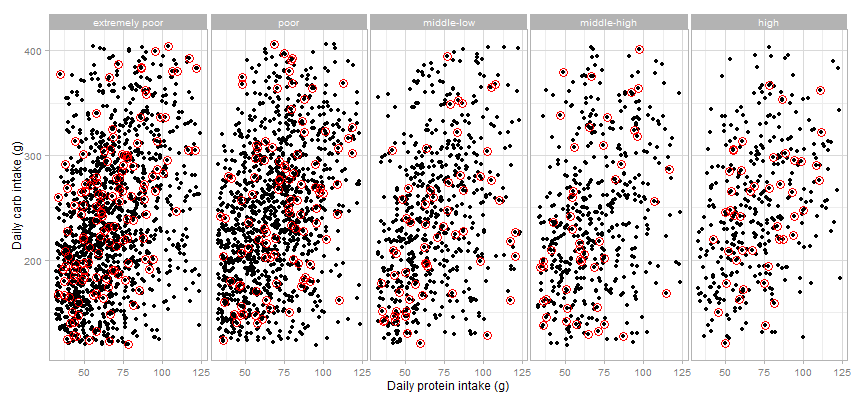 extremely poor poor middle-low middle-high high
Daily carb intake (g)
400
300
200
50 75 100 125 50 75 100 125 50 75 100 125 50 75 100 125 50 75 100 125
Daily protein intake (g)